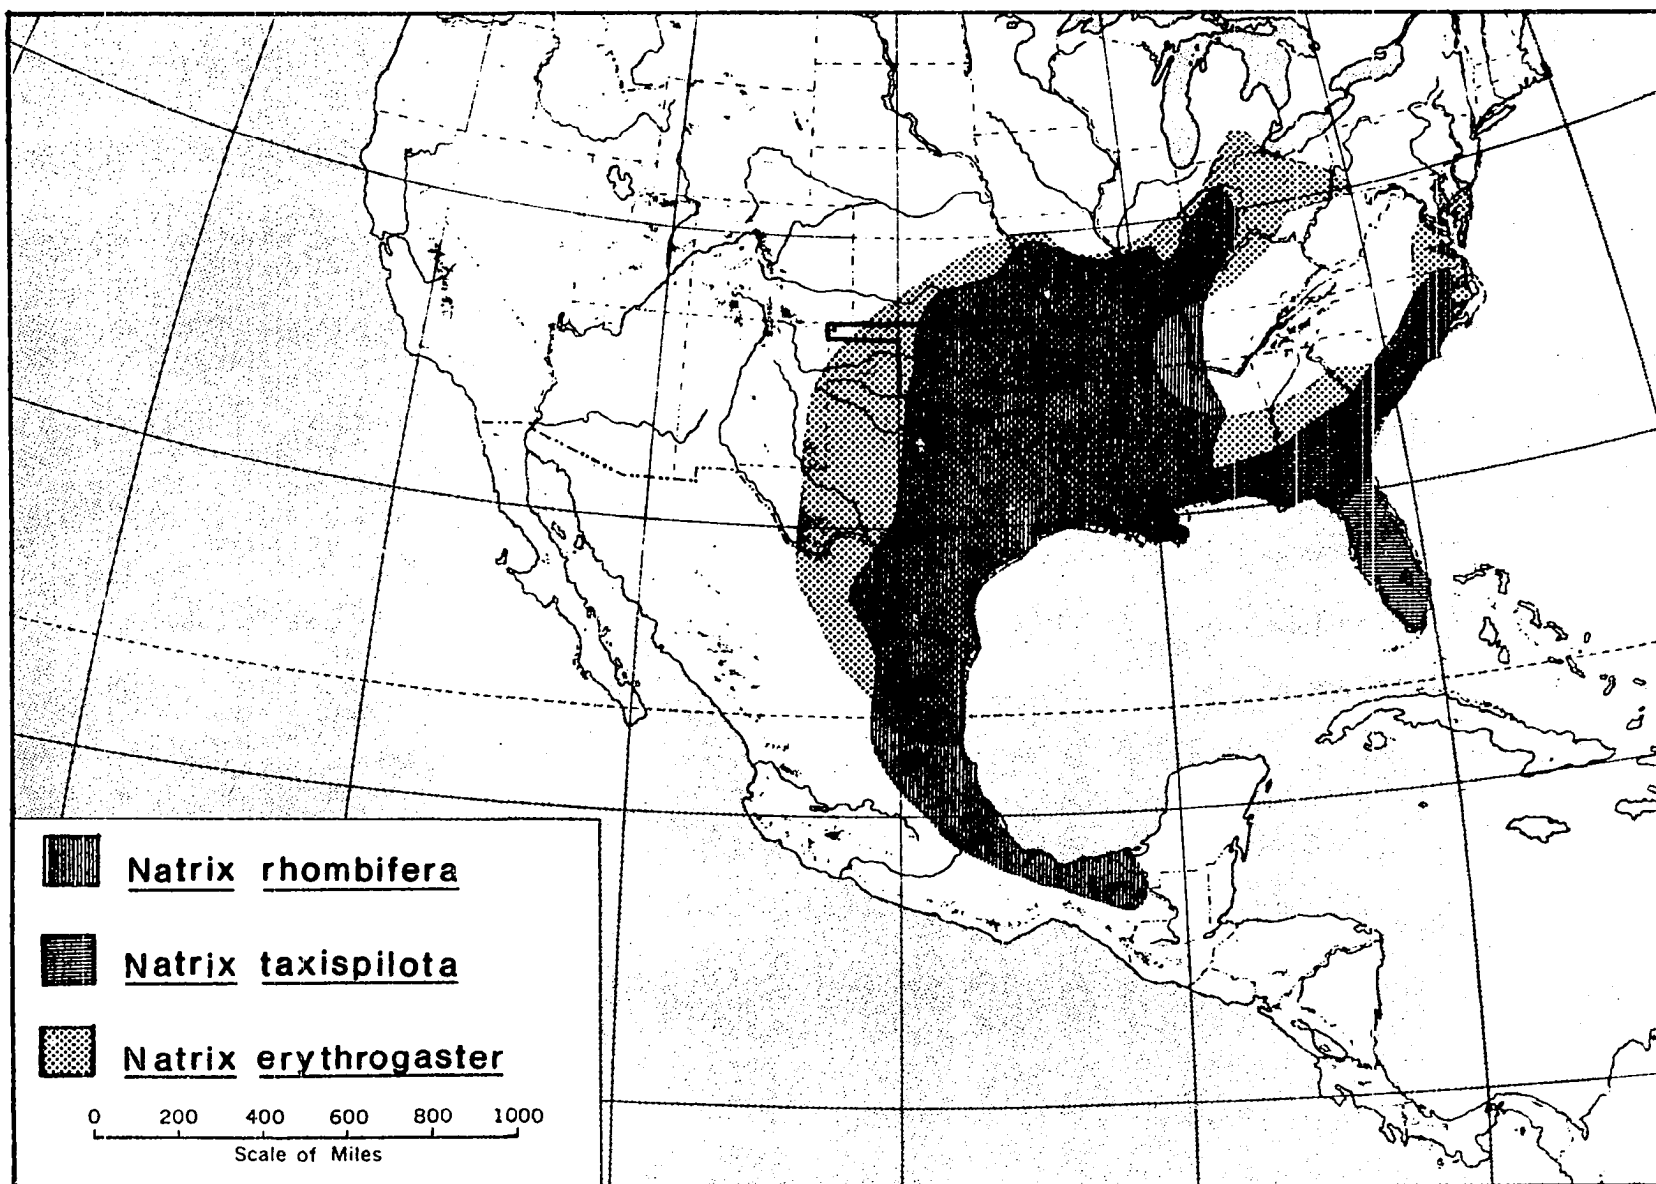 Natrix rhombifera
Natrix taxispilota
Natrix erythrogaster
0 200 400 600 800 1000
Scale of Miles